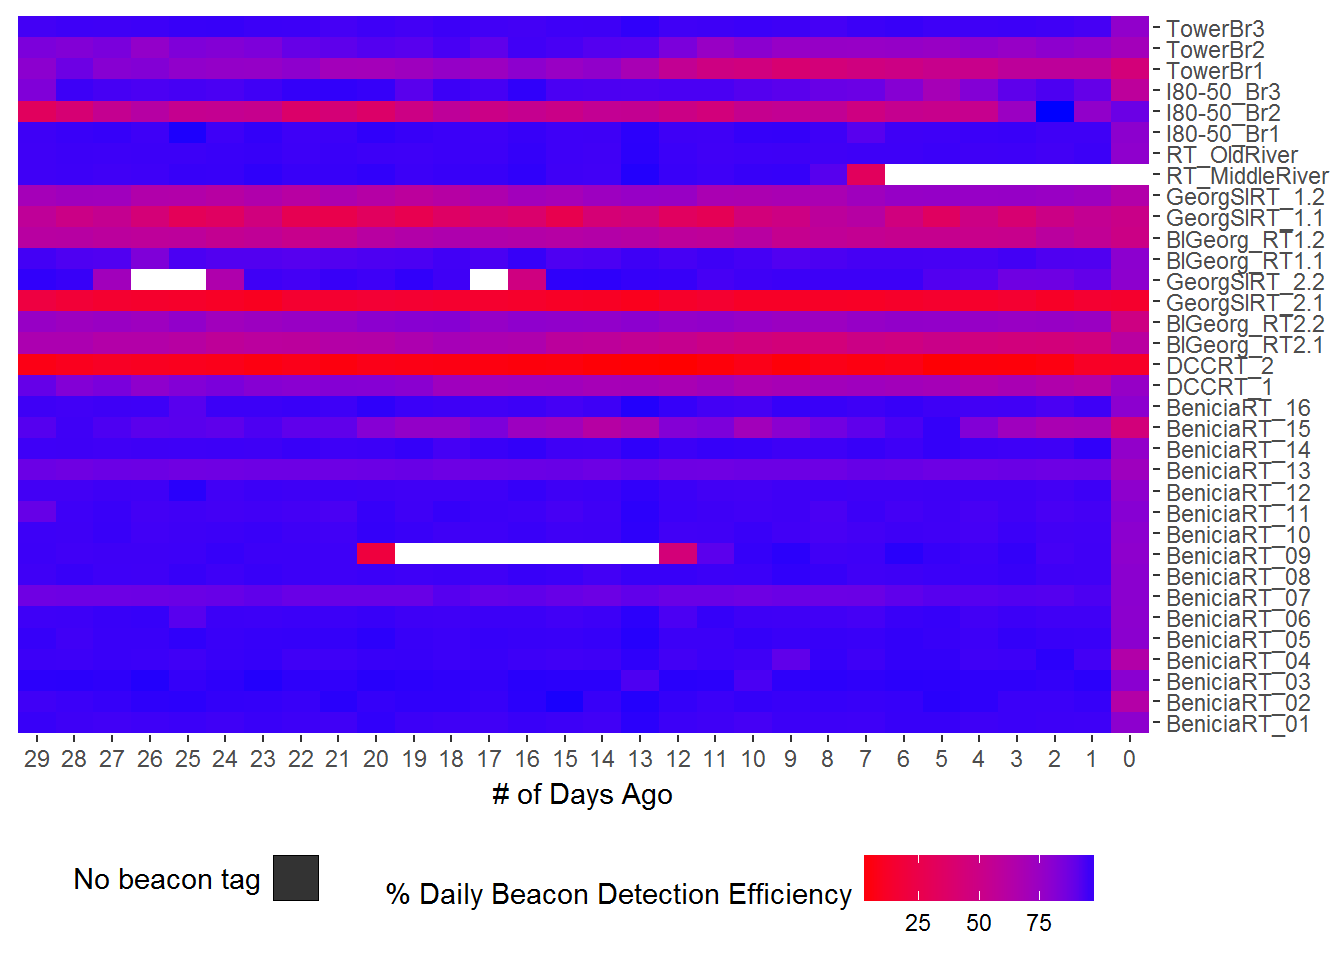 TowerBr3
TowerBr2
TowerBr1
I80-50_Br3
I80-50_Br2
I80-50_Br1
RT_OldRiver
RT_MiddleRiver
GeorgSlRT_1.2
GeorgSlRT_1.1
BlGeorg_RT1.2
BlGeorg_RT1.1
GeorgSlRT_2.2
GeorgSlRT_2.1
BlGeorg_RT2.2
BlGeorg_RT2.1
DCCRT_2
DCCRT_1
BeniciaRT_16
BeniciaRT_15
BeniciaRT_14
BeniciaRT_13
BeniciaRT_12
BeniciaRT_11
BeniciaRT_10
BeniciaRT_09
BeniciaRT_08
BeniciaRT_07
BeniciaRT_06
BeniciaRT_05
BeniciaRT_04
BeniciaRT_03
BeniciaRT_02
BeniciaRT_01
29 28 27 26 25 24 23 22 21 20 19 18 17 16 15 14 13 12 11 10 9 8 7 6 5 4 3 2 1 0
# of Days Ago
No beacon tag
% Daily Beacon Detection Efficiency
25 50 75